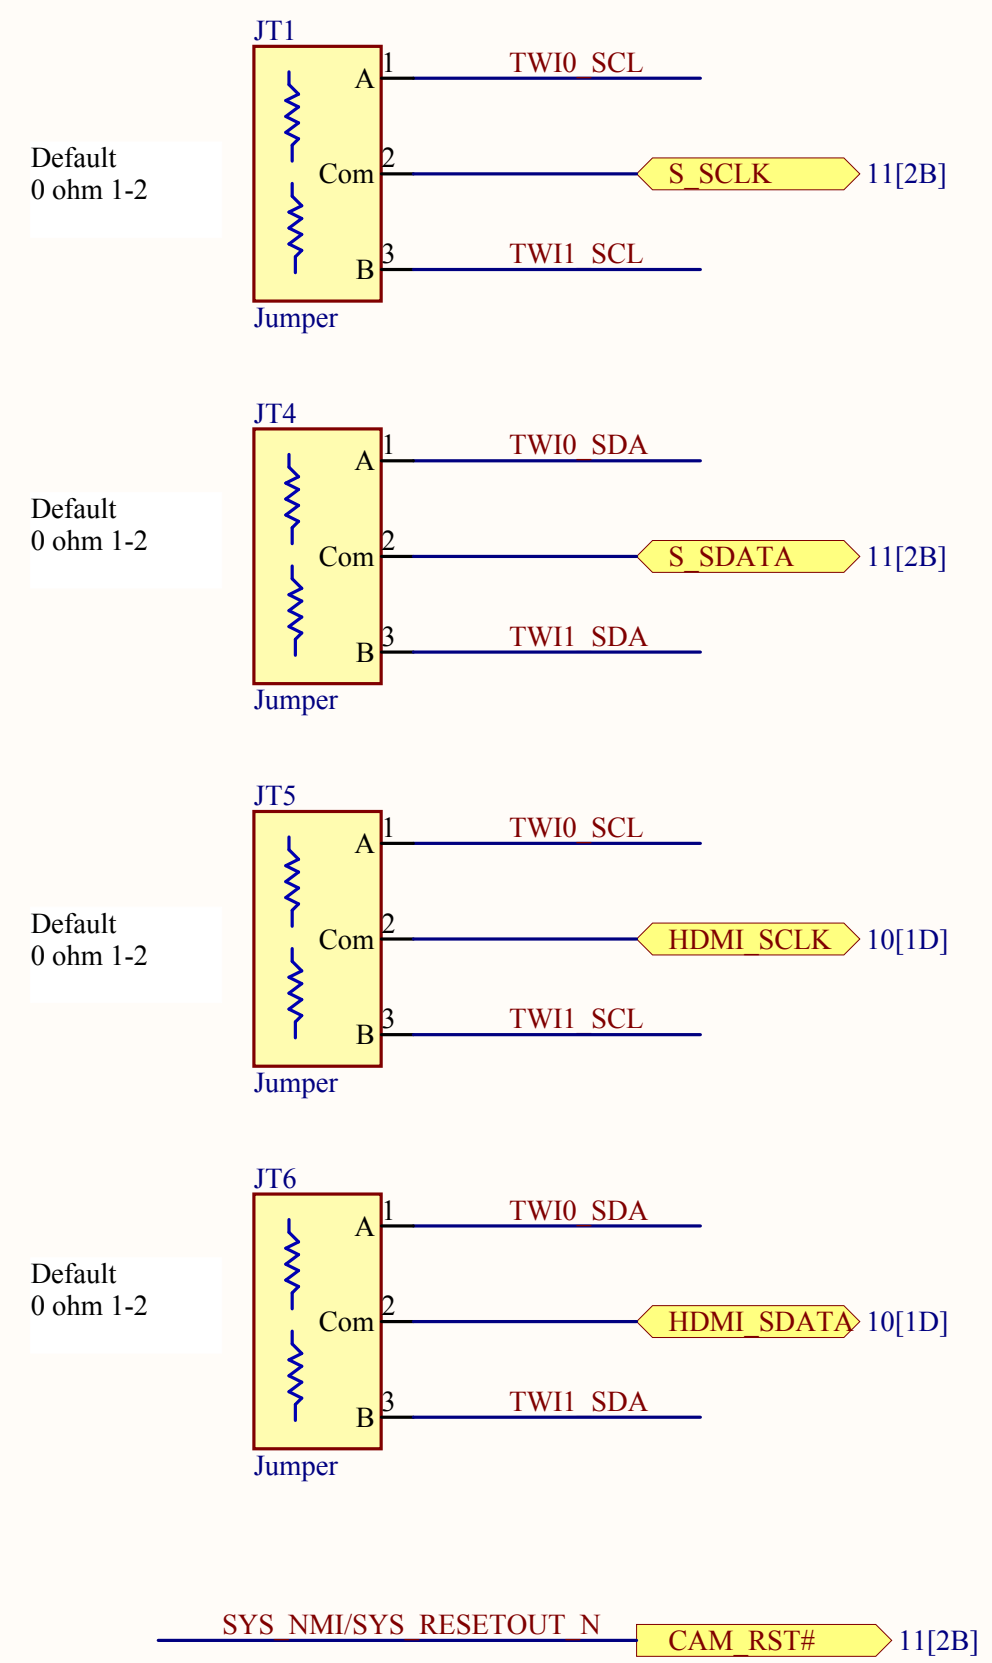 JT1
1
TWI0_SCL
A
Default
0 ohm 1-2
2
Com
S_SCLK
11[2B]
3
TWI1_SCL
B
Jumper
JT4
1
TWI0_SDA
A
Default
0 ohm 1-2
2
Com
S_SDATA
11[2B]
3
TWI1_SDA
B
Jumper
JT5
1
TWI0_SCL
A
Default
0 ohm 1-2
2
Com
HDMI_SCLK
10[1D]
3
TWI1_SCL
B
Jumper
JT6
1
TWI0_SDA
A
Default
0 ohm 1-2
2
Com
HDMI_SDATA
10[1D]
3
TWI1_SDA
B
Jumper
SYS_NMI/SYS_RESETOUT_N
CAM_RST#
11[2B]